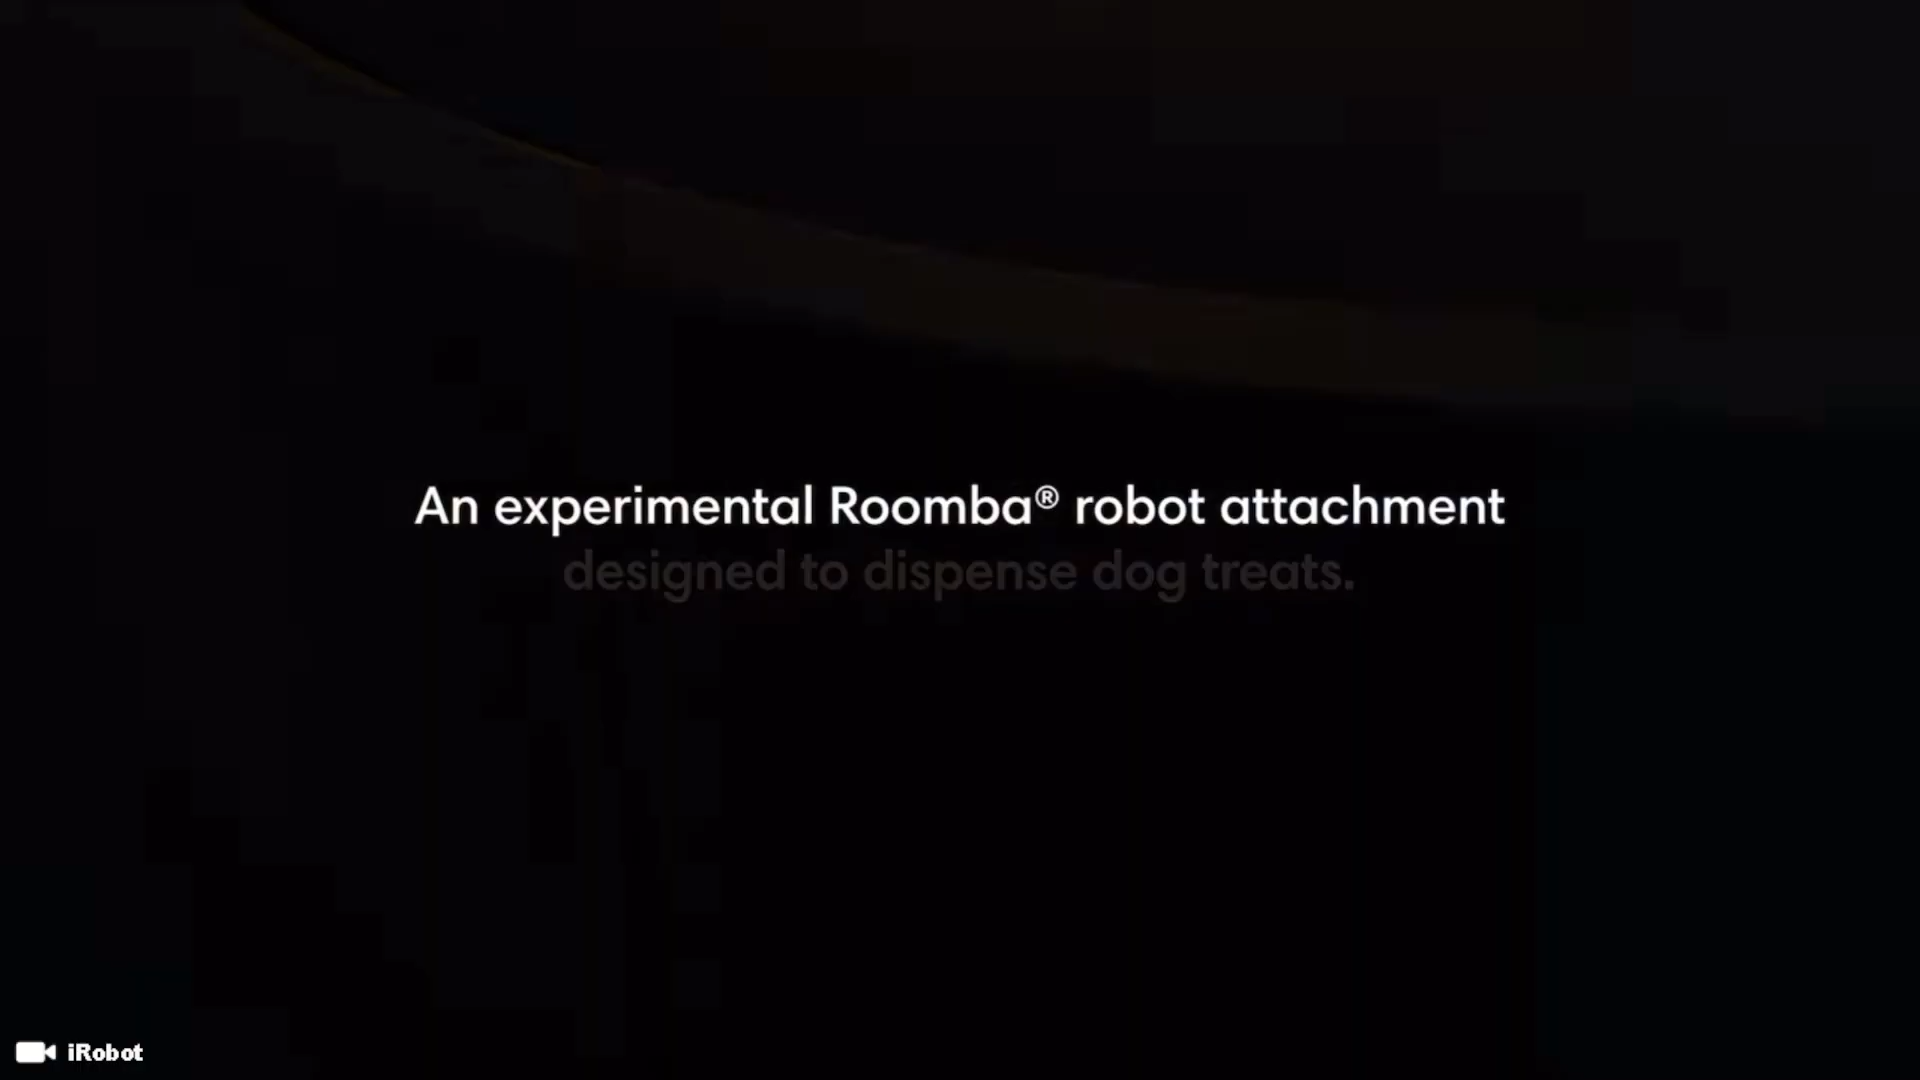 An experimental Roomba® robot attachment
designed to dispense dog treats.
iRobot